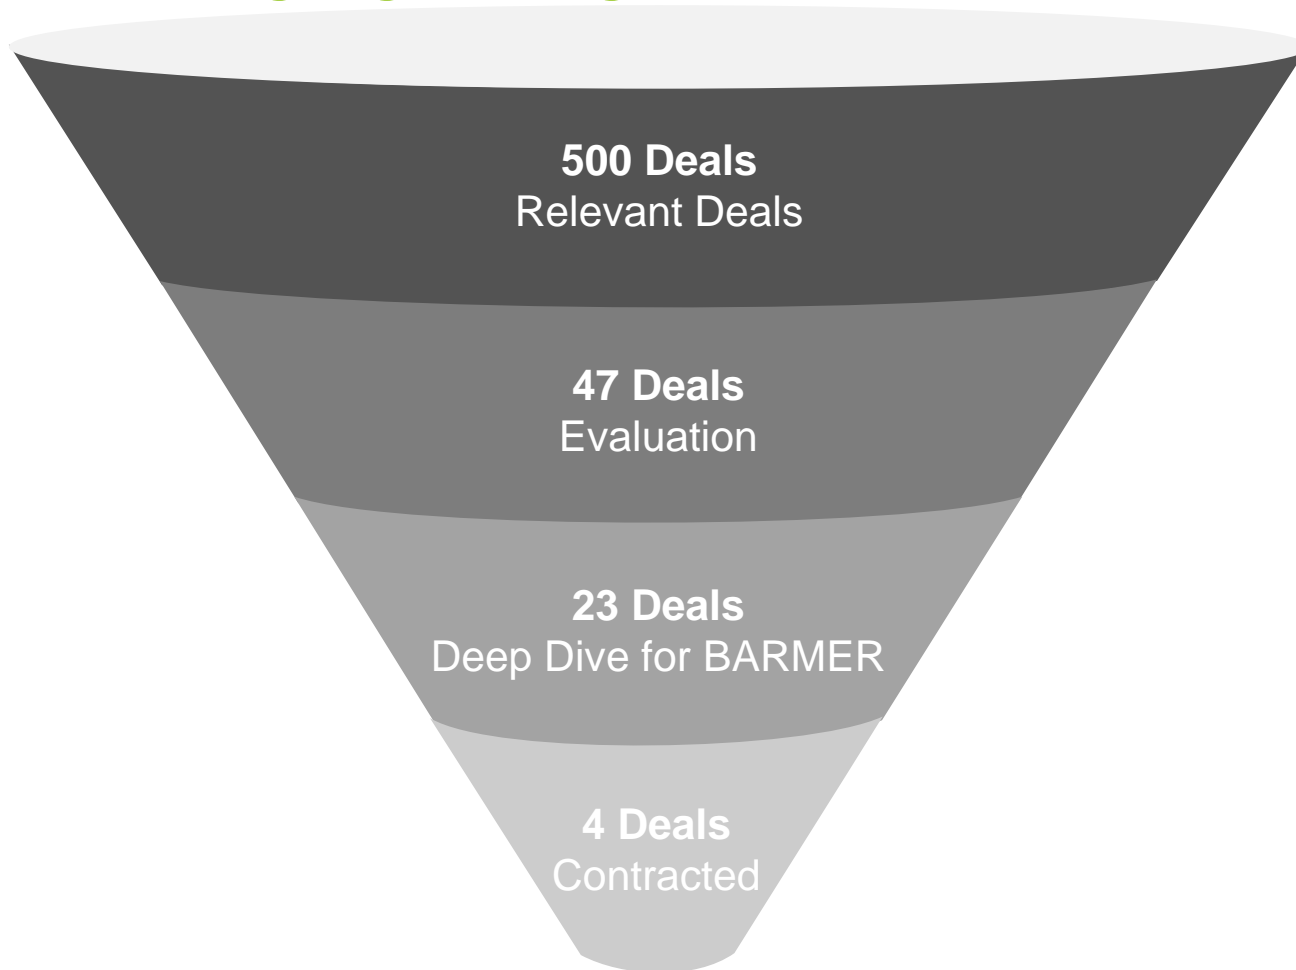 500 Deals
Relevant Deals
47 Deals
Evaluation
23 Deals
Deep Dive for BARMER
4 Deals
Contracted